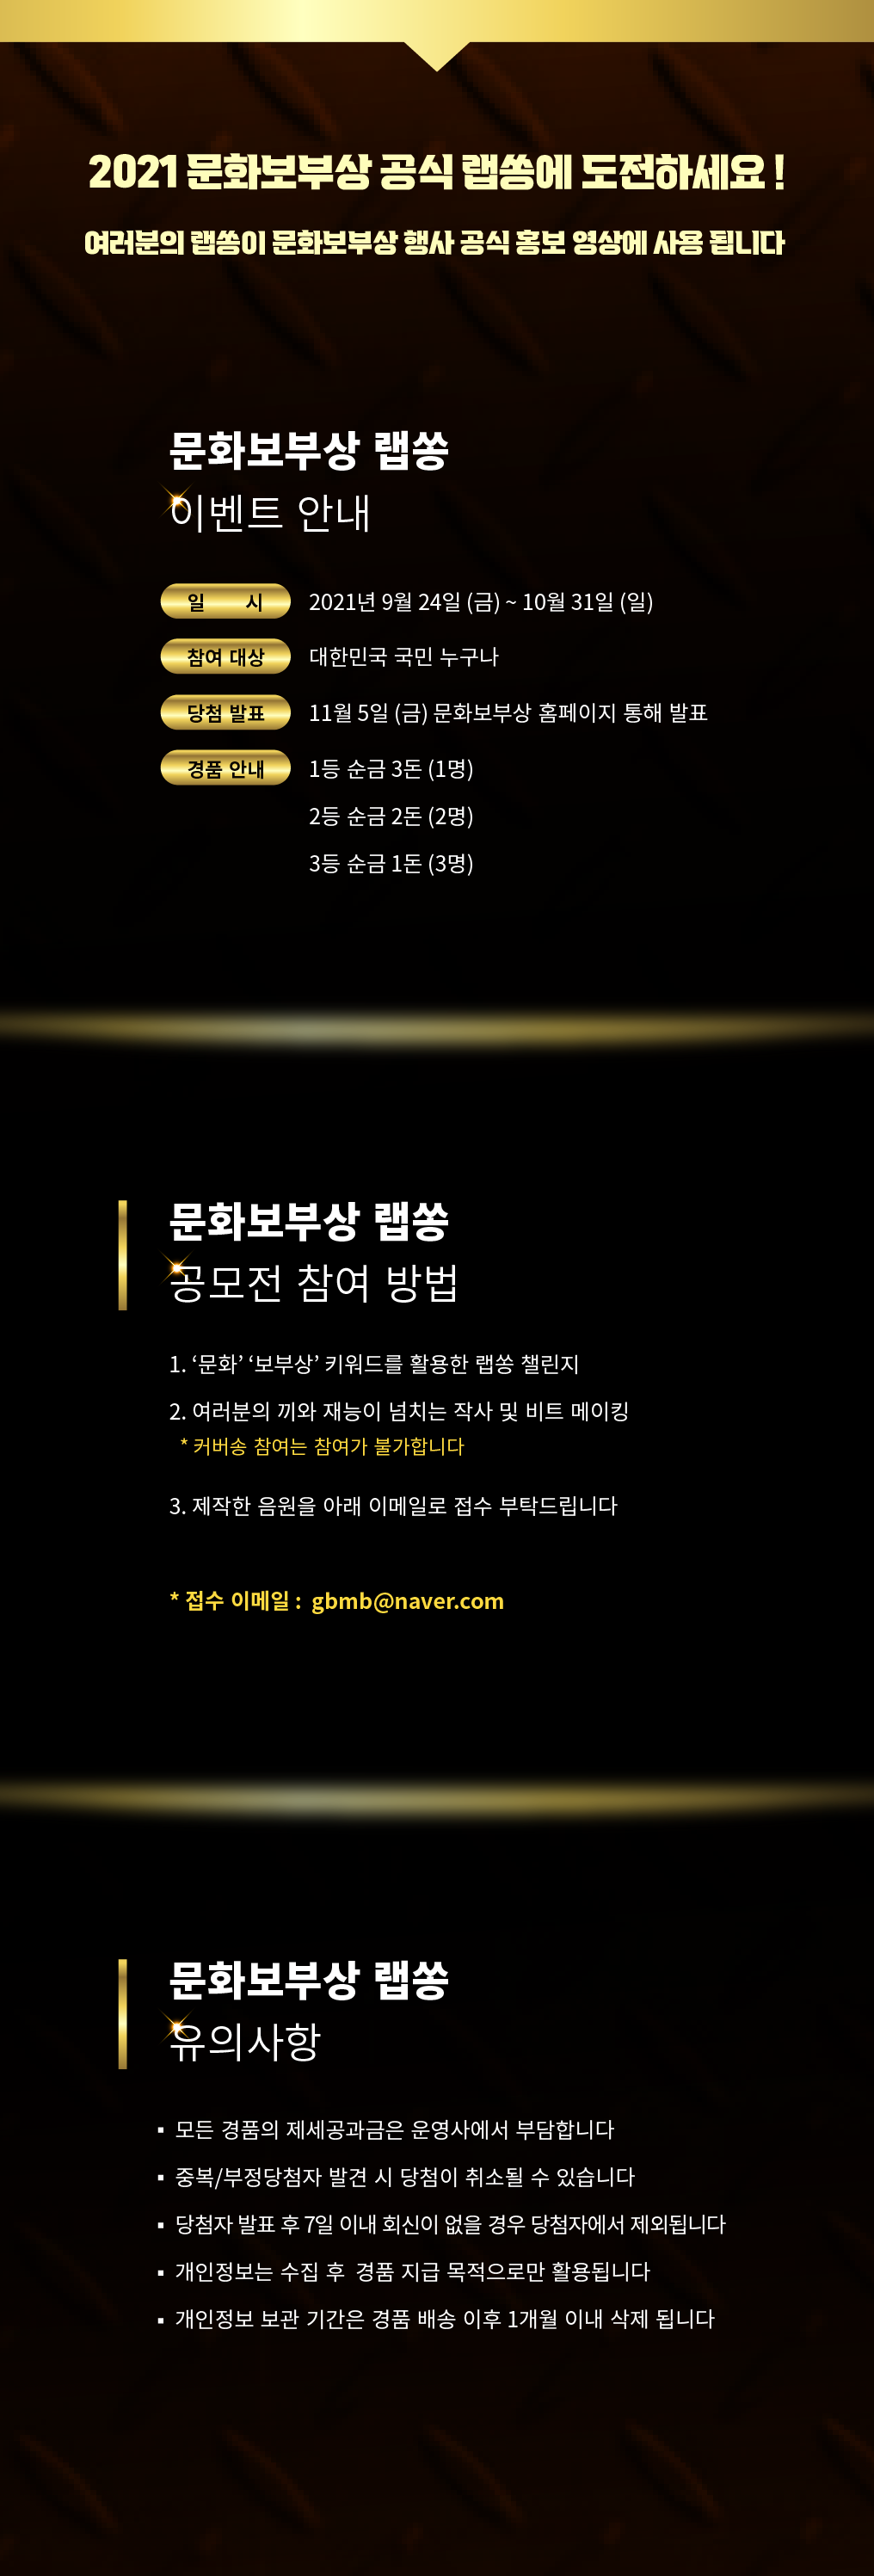 2021 문화보부상 공식 랩쏭에 도전하세요 !
여러분의 랩쏭이 문화보부상 행사 공식 홍보 영상에 사용 됩니다
문화보부상 랩쏭
이벤트 안내
일 시 2021년 9월 24일 (금) ~ 10월 31일 (일)
참여 대상 대한민국 국민 누구나
당첨 발표 11월 5일 (금) 문화보부상 홈페이지 통해 발표
경품 안내 1등 순금 3돈 (1명)
2등 순금 2돈 (2명)
3등 순금 1돈 (3명)
문화보부상 랩쏭
공모전 참여 방법
1. ‘문화’ ‘보부상’ 키워드를 활용한 랩쏭 챌린지
2. 여러분의 끼와 재능이 넘치는 작사 및 비트 메이킹
* 커버송 참여는 참여가 불가합니다
3. 제작한 음원을 아래 이메일로 접수 부탁드립니다
* 접수 이메일 : gbmb@naver.com
문화보부상 랩쏭
유의사항
▪ 모든 경품의 제세공과금은 운영사에서 부담합니다
▪ 중복/부정당첨자 발견 시 당첨이 취소될 수 있습니다
▪ 당첨자 발표 후 7일 이내 회신이 없을 경우 당첨자에서 제외됩니다
▪ 개인정보는 수집 후 경품 지급 목적으로만 활용됩니다
▪ 개인정보 보관 기간은 경품 배송 이후 1개월 이내 삭제 됩니다